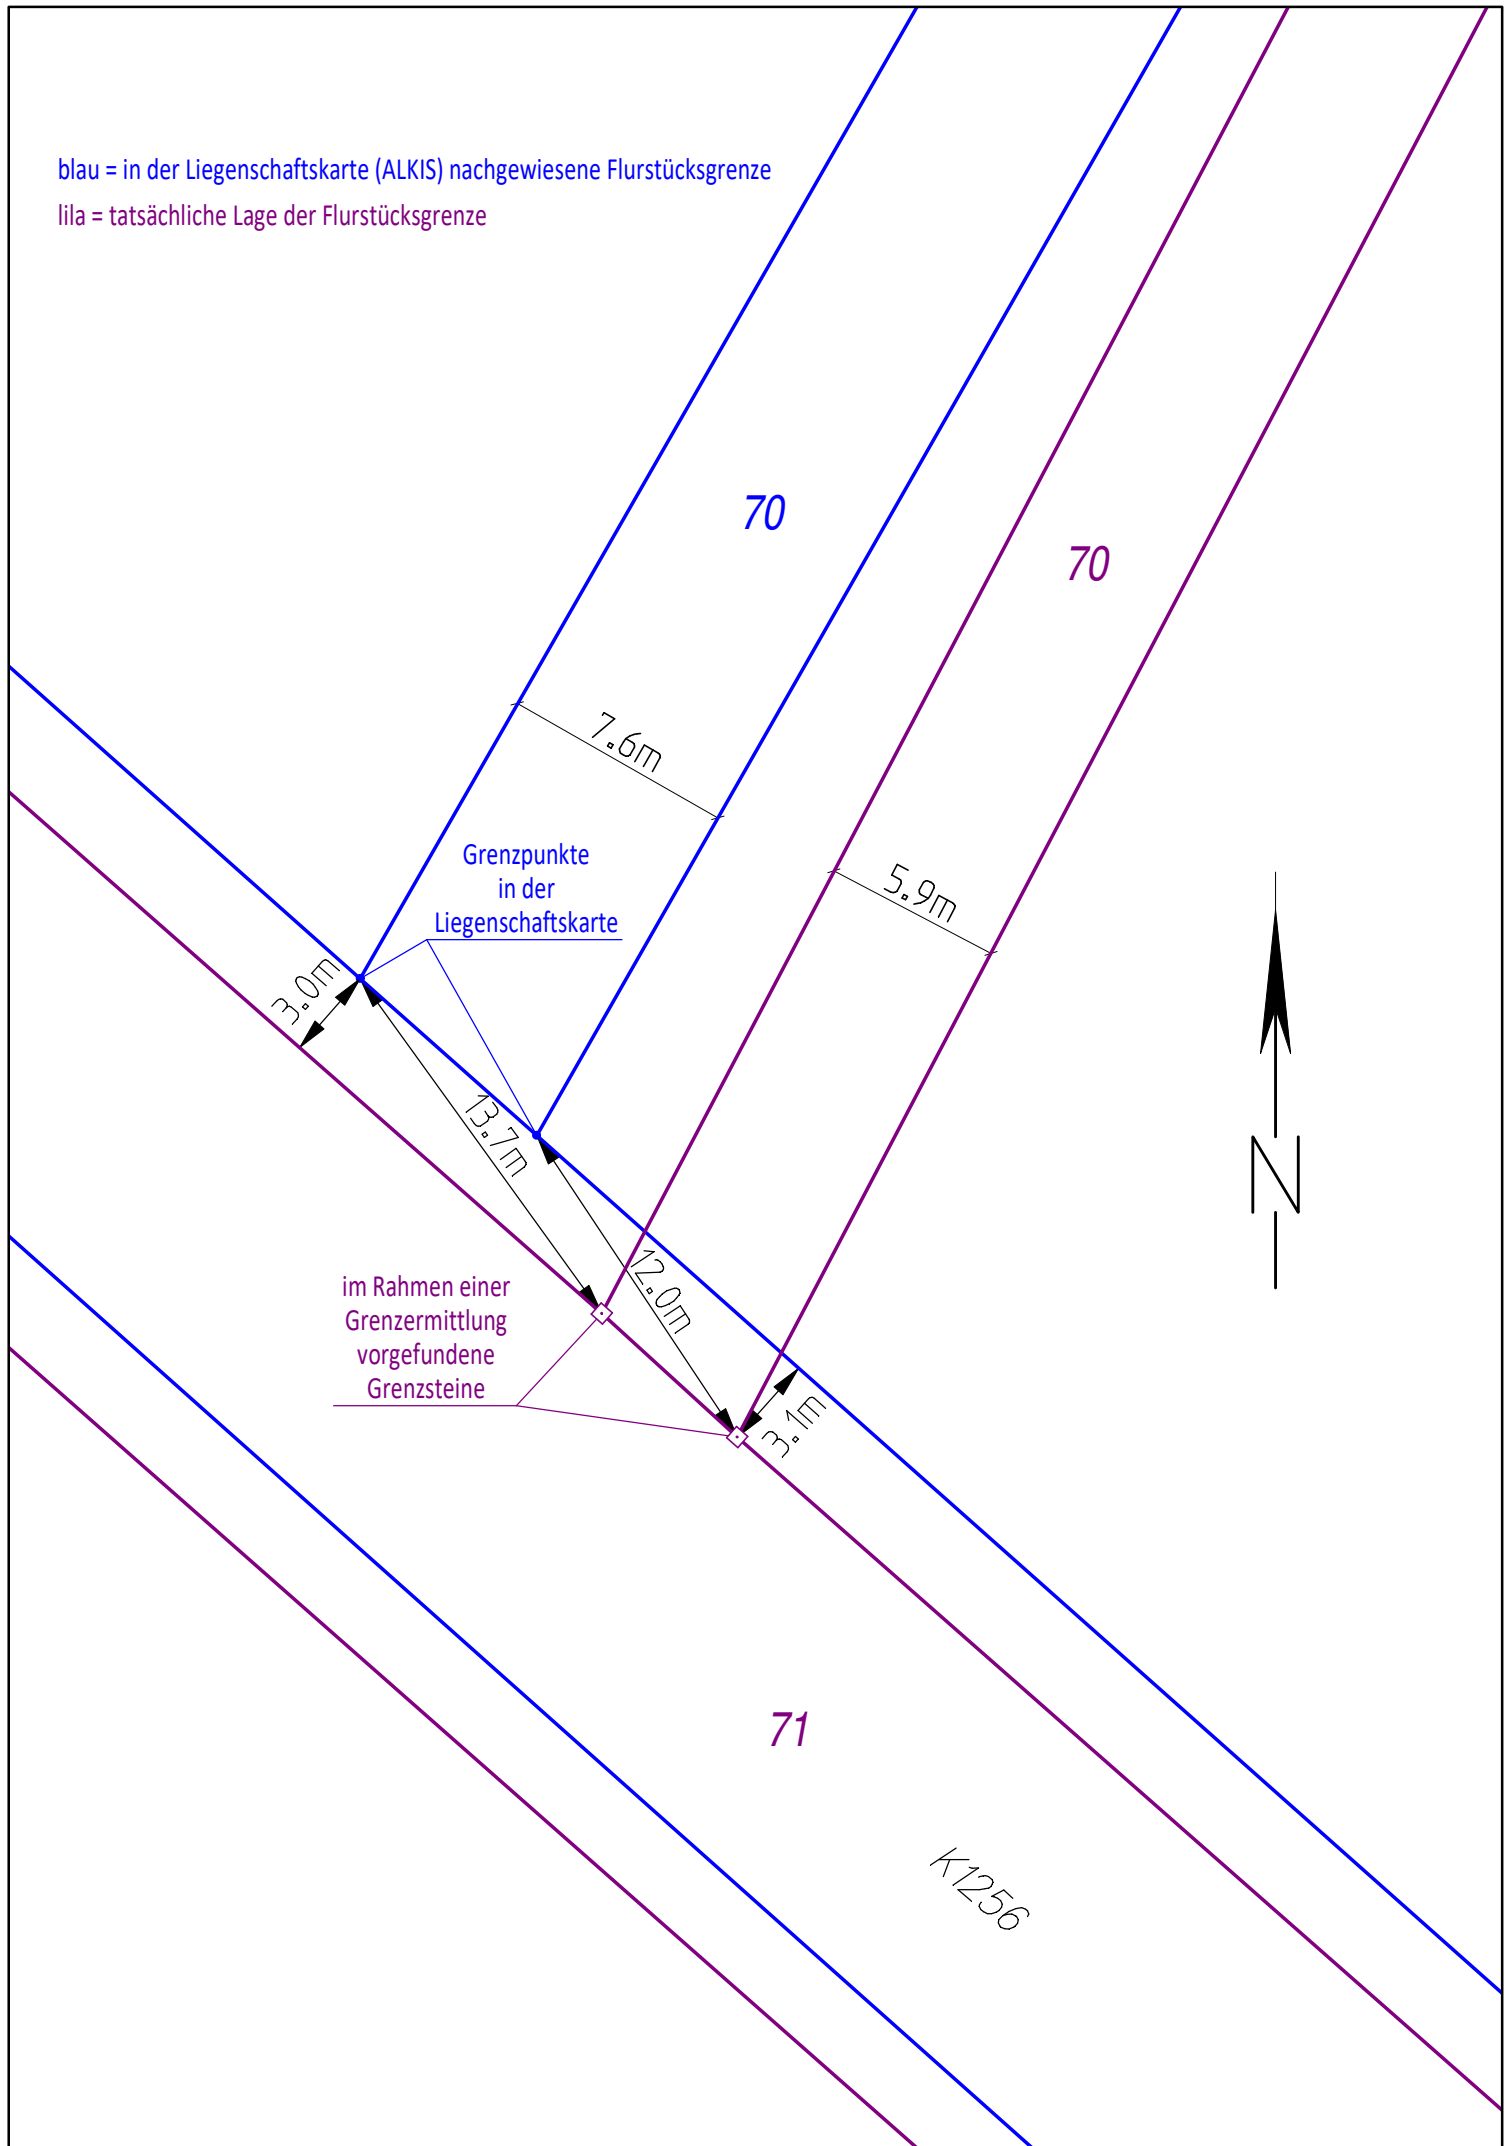 blau = in der Liegenschaftskarte (ALKIS) nachgewiesene Flurstücksgrenze
lila = tatsächliche Lage der Flurstücksgrenze
70
70
7.6m
Grenzpunkte
in der
Liegenschaftskarte
5.9m
3.0m
13.7m
N
12.0m
im Rahmen einer
Grenzermittlung
vorgefundene
Grenzsteine
3.1m
71
K1256